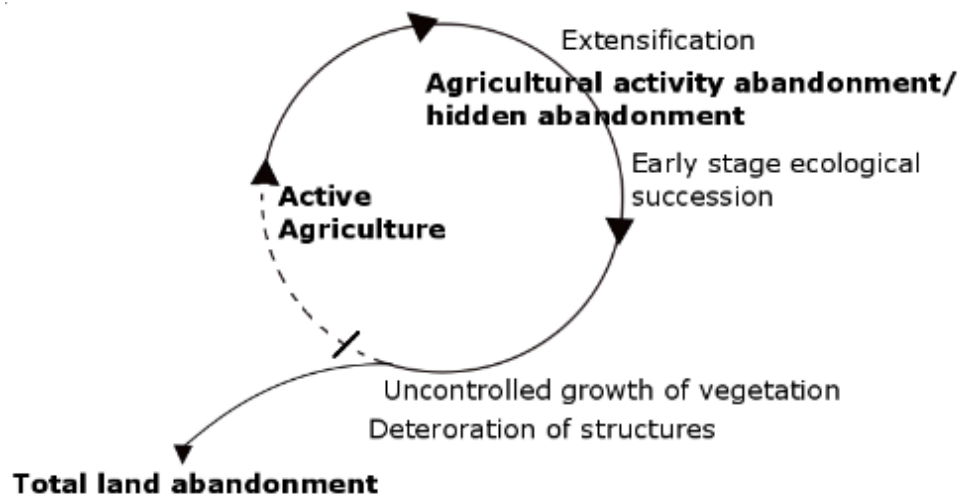 Extensification
Agricultural activity abandonment/
hidden abandonment
Early stage ecological
succession
Active
Agriculture
Uncontrolled growth of vegetation
Deteroration of structures
Total land abandonment